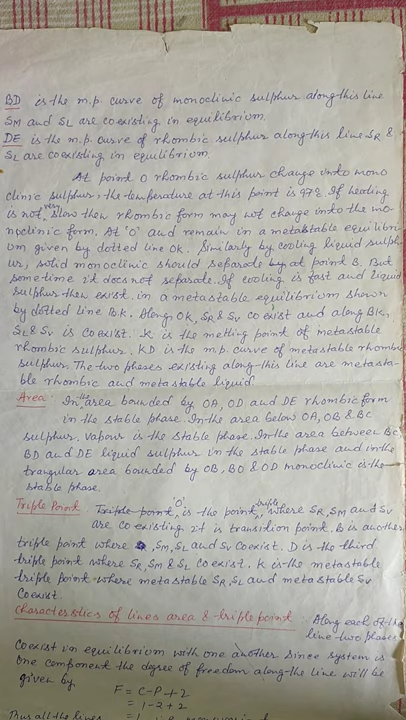 BD is the m.p. curve of monoclinic sulphur along this line
SM and SL are coexisting in equilibrium.
DE is the m.p. curve of rhombic sulphur along this line SR &
SL are coexisting in equilibrium.
At point O rhombic sulphur change into mono
clinic sulphur. the temperature at this point is 97.2 If heating
is not very slow then rhombic form may not change into the mo-
noclinic form. At 'O' and remain in a metastable equilibri-
um given by dotted line OK. Similarly by cooling liquid sulph-
ur, solid monoclinic should separate by at point B. But
sometime it does not separate. If cooling is fast and liquid
sulphur then exist in a metastable equilibrium shown
by dotted line BK. Along OK, SR & SV co exist and along BK,
SL & SV is co exist. K is the melting point of metastable
rhombic sulphur. KD is the m.p. curve of metastable rhombic
sulphur. The two phases existing along this line are metasta-
ble rhombic and metastable liquid.
Area:- In the area bounded by OA, OD and DE rhombic form
in the stable phase. In the area below OA, OB & BC
sulphur vapour is the stable phase. In the area between BC,
BD and DE liquid sulphur in the stable phase and in the
trangular area bounded by OB, BD & OD monoclinic is the
stable phase.
Triple Point 'O', is the point triple, where SR, SM and SV
are co existing it is transition point. B is another
triple point where SM, SL and SV coexist. D is the third
triple point where SR, SM & SL co exist. K is the metastable
triple point where metastable SR, SL and metastable SV
Coexist.
Characteristics of lines area & triple point - Along each of the
line two phases
Coexist in equilibrium with one another since system is
One component the degree of freedom along the line will be
given by
F = C-P+2
= 1-2+2
Thus all the lines